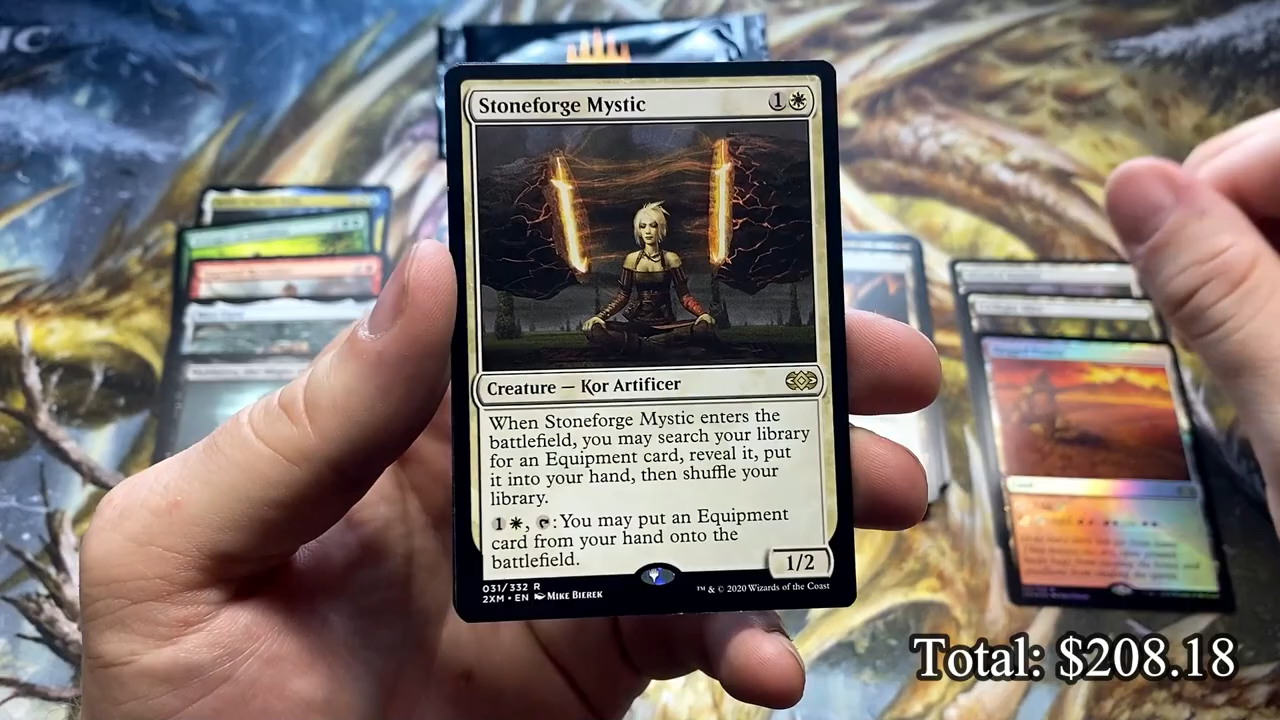 Stoneforge Mystic 1
Creature — Kor Artificer
When Stoneforge Mystic enters the
battlefield, you may search your library
for an Equipment card, reveal it, put
it into your hand, then shuffle your
library.
1 , : You may put an Equipment
card from your hand onto the
battlefield.
1/2
031/332 R
2XM • EN MIKE BIEREK
™ & © 2020 Wizards of the Coast
Total: $208.18